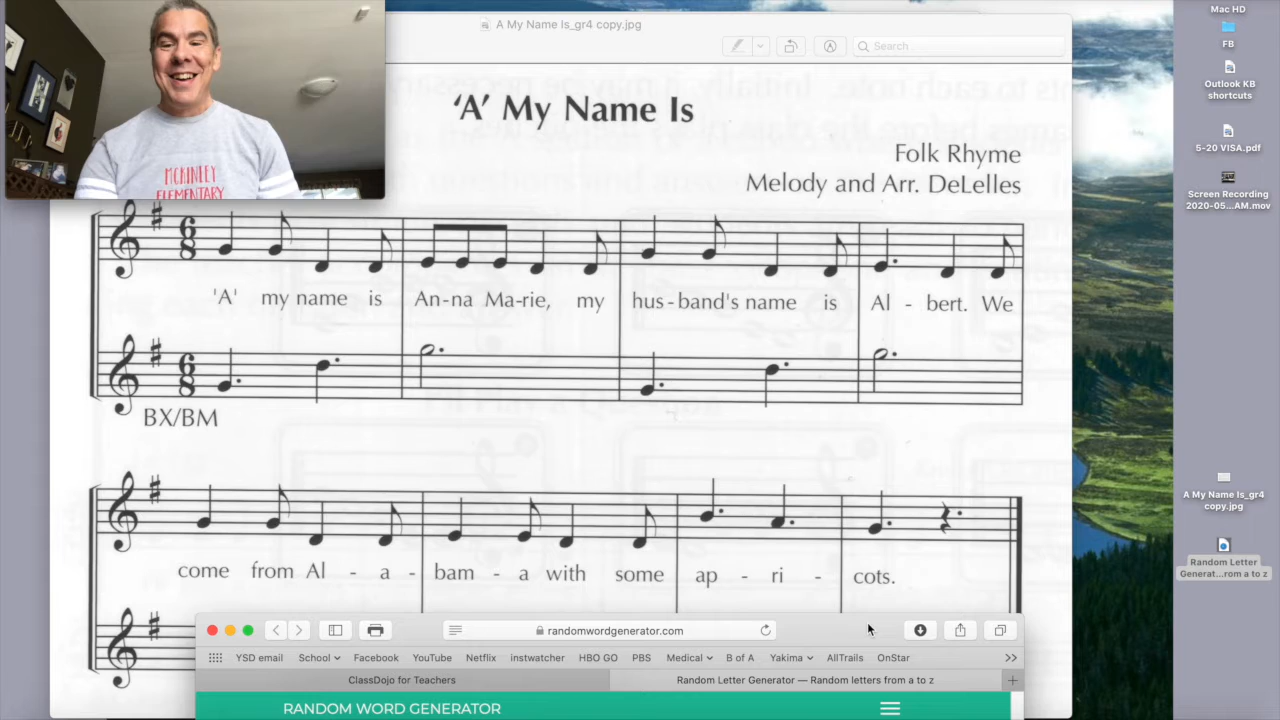 A My Name Is_gr4 copy.jpg
Search
Mac HD
FB
Outlook KB
shortcuts
5-20 VISA.pdf
Screen Recording
2020-05...AM.mov
A My Name Is_gr4
copy.jpg
Random Letter
Generat...rom a to z
MCKINLEY
ELEMENTARY
'A' My Name Is
Folk Rhyme
Melody and Arr. DeLelles
6
8
'A' my name is An-na Ma-rie, my hus-band's name is Al - bert. We
6
8
BX/BM
come from Al - a - bam - a with some ap - ri - cots.
randomwordgenerator.com
YSD email School Facebook YouTube Netflix instwatcher HBO GO PBS Medical B of A Yakima AllTrails OnStar
ClassDojo for Teachers Random Letter Generator — Random letters from a to z
RANDOM WORD GENERATOR